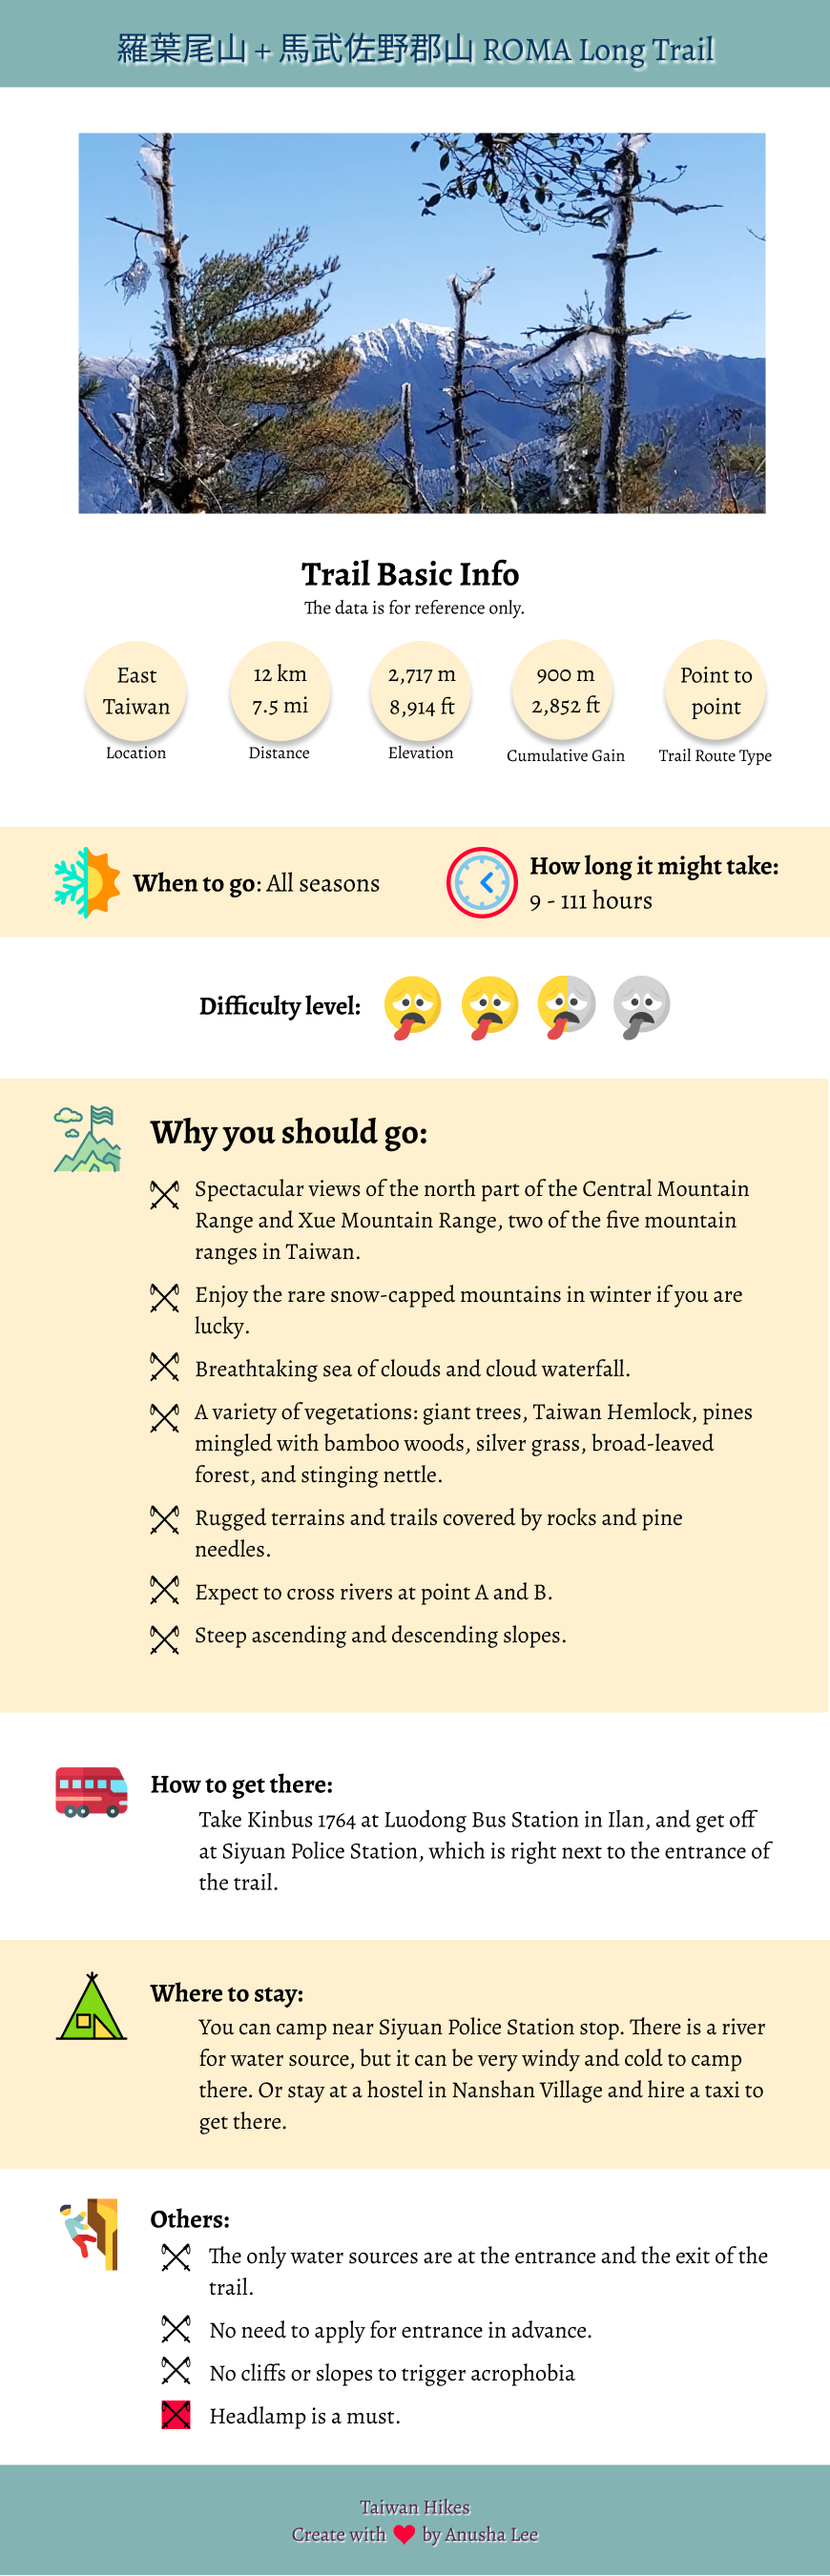 羅葉尾山 + 馬武佐野郡山 ROMA Long Trail
Trail Basic Info
The data is for reference only.
East
Taiwan
Location
12 km
7.5 mi
Distance
2,717 m
8,914 ft
Elevation
900 m
2,852 ft
Cumulative Gain
Point to
point
Trail Route Type
When to go: All seasons
How long it might take:
9 - 111 hours
Difficulty level:
Why you should go:
Spectacular views of the north part of the Central Mountain
Range and Xue Mountain Range, two of the five mountain
ranges in Taiwan.
Enjoy the rare snow-capped mountains in winter if you are
lucky.
Breathtaking sea of clouds and cloud waterfall.
A variety of vegetations: giant trees, Taiwan Hemlock, pines
mingled with bamboo woods, silver grass, broad-leaved
forest, and stinging nettle.
Rugged terrains and trails covered by rocks and pine
needles.
Expect to cross rivers at point A and B.
Steep ascending and descending slopes.
How to get there:
Take Kinbus 1764 at Luodong Bus Station in Ilan, and get off
at Siyuan Police Station, which is right next to the entrance of
the trail.
Where to stay:
You can camp near Siyuan Police Station stop. There is a river
for water source, but it can be very windy and cold to camp
there. Or stay at a hostel in Nanshan Village and hire a taxi to
get there.
Others:
The only water sources are at the entrance and the exit of the
trail.
No need to apply for entrance in advance.
No cliffs or slopes to trigger acrophobia
Headlamp is a must.
Taiwan Hikes
Create with ❤ by Anusha Lee